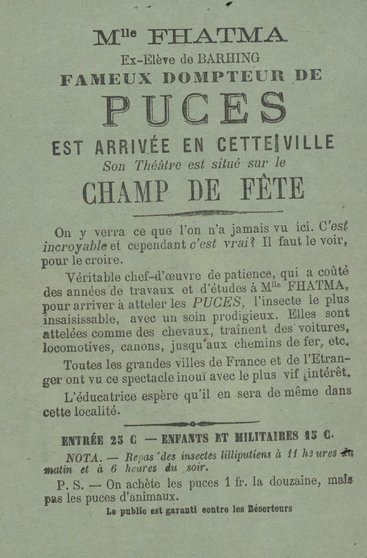 Mlle FHATMA
Ex-Elève de BARHING
FAMEUX DOMPTEUR DE
PUCES
EST ARRIVÉE EN CETTE VILLE
Son Théâtre est situé sur le
CHAMP DE FÊTE
On y verra ce que l'on n'a jamais vu ici. C'est
incroyable et cependant c'est vrai? Il faut le voir,
pour le croire.
Véritable chef-d'œuvre de patience, qui a coûté
des années de travaux et d'études à Mlle FHATMA,
pour arriver à atteler les PUCES, l'insecte le plus
insaisissable, avec un soin prodigieux. Elles sont
attelées comme des chevaux, traînent des voitures,
locomotives, canons, jusqu'aux chemins de fer, etc.
Toutes les grandes villes de France et de l'Etran-
ger ont vu ce spectacle inouï avec le plus vif intérêt.
L'éducatrice espère qu'il en sera de même dans
cette localité.
ENTRÉE 25 C — ENFANTS ET MILITAIRES 15 C.
NOTA. — Repas des insectes lilliputiens à 11 heures du
matin et à 6 heures du soir.
P. S. — On achète les puces 1 fr. la douzaine, mais
pas les puces d'animaux.
Le public est garanti contre les Déserteurs